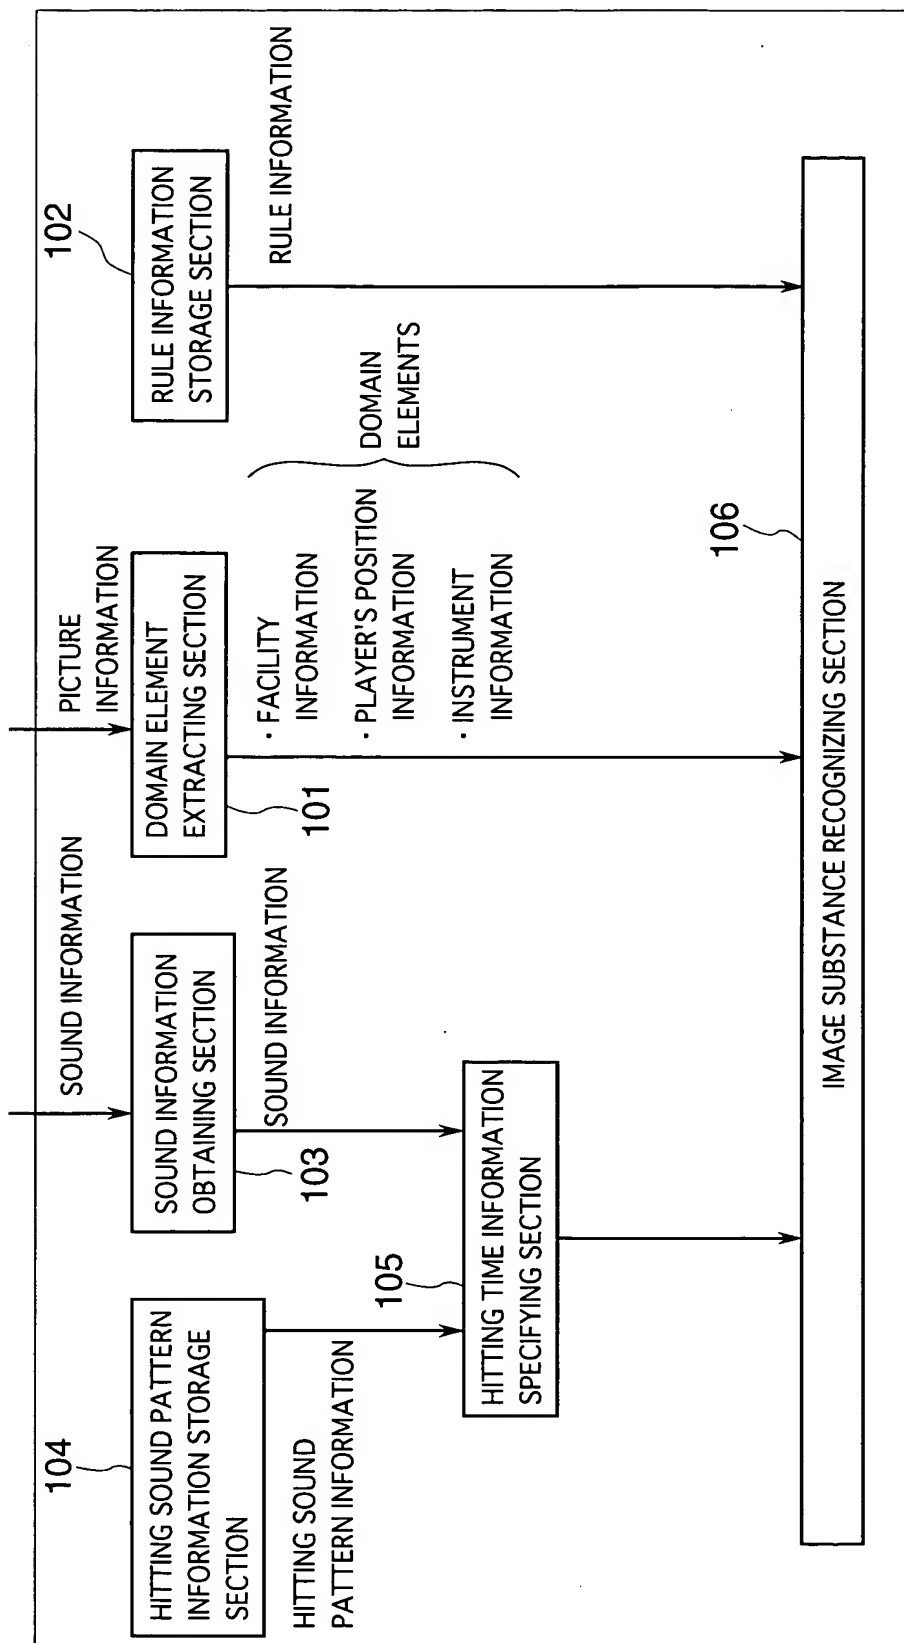 SOUND INFORMATION
PICTURE
INFORMATION
104
HITTING SOUND PATTERN
INFORMATION STORAGE
SECTION
SOUND INFORMATION
OBTAINING SECTION
103
DOMAIN ELEMENT
EXTRACTING SECTION
101
102
RULE INFORMATION
STORAGE SECTION
HITTING SOUND
PATTERN INFORMATION
SOUND INFORMATION
· FACILITY
INFORMATION
· PLAYER'S POSITION
INFORMATION
· INSTRUMENT
INFORMATION
DOMAIN
ELEMENTS
RULE INFORMATION
105
HITTING TIME INFORMATION
SPECIFYING SECTION
106
IMAGE SUBSTANCE RECOGNIZING SECTION